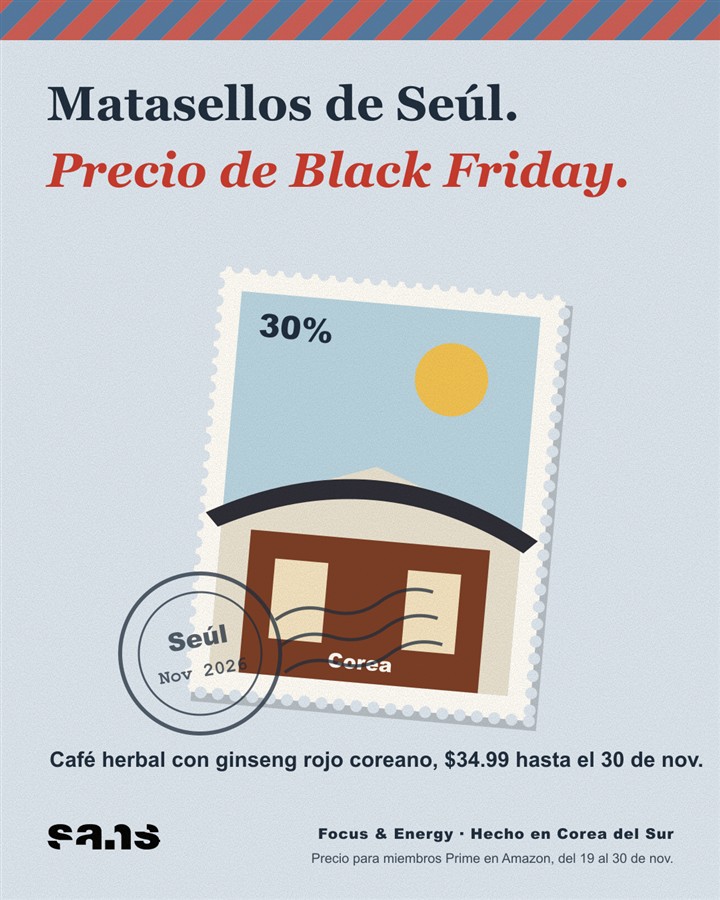 Matasellos de Seúl.
Precio de Black Friday.
30%
Seúl
Nov 2026
Corea
Café herbal con ginseng rojo coreano, $34.99 hasta el 30 de nov.
sans
Focus & Energy · Hecho en Corea del Sur
Precio para miembros Prime en Amazon, del 19 al 30 de nov.